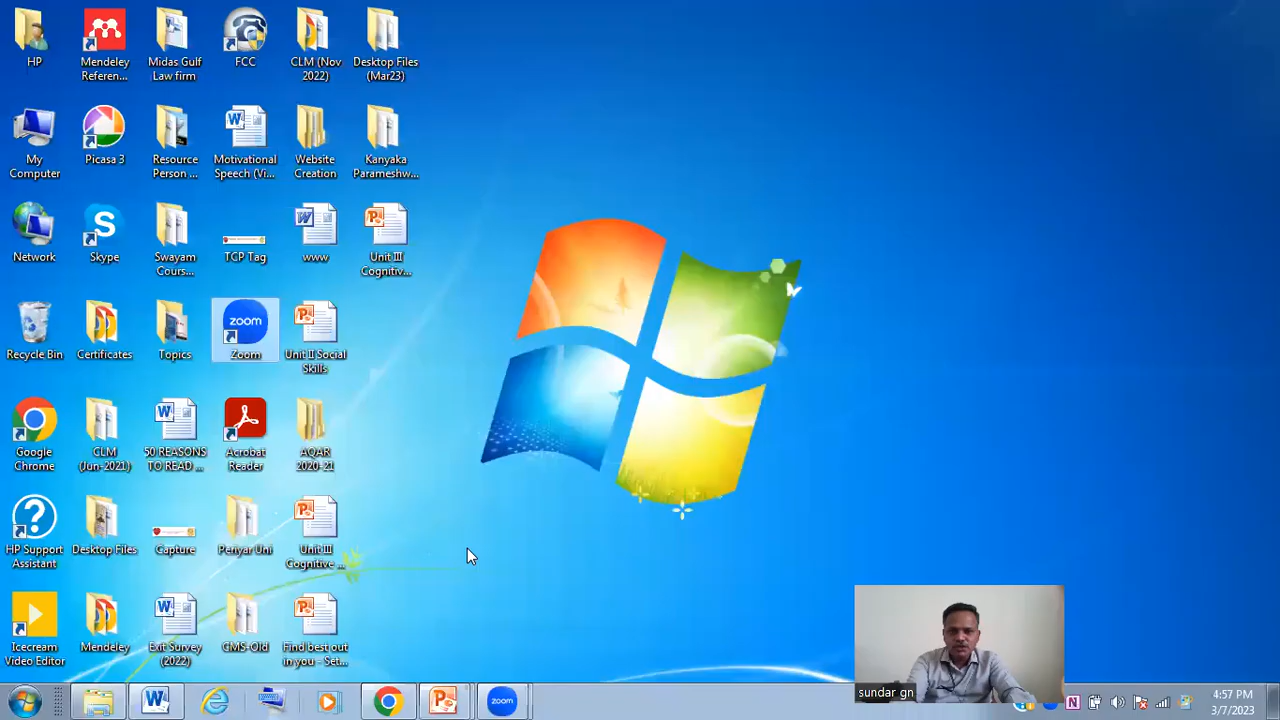 HP
Mendeley
Referen...
Midas Gulf
Law firm
FCC
CLM (Nov
2022)
Desktop Files
(Mar23)
My
Computer
Picasa 3
Resource
Person ...
Motivational
Speech (Vi...
Website
Creation
Kanyaka
Parameshw...
Network
Skype
Swayam
Cours...
TCP Tag
www
Unit III
Cognitiv...
Recycle Bin
Certificates
Topics
zoom
Zoom
Unit II Social
Skills
Google
Chrome
CLM
(Jun-2021)
50 REASONS
TO READ ...
Acrobat
Reader
AQAR
2020-21
HP Support
Assistant
Desktop Files
Capture
Periyar Uni
Unit III
Cognitive ...
Icecream
Video Editor
Mendeley
Exit Survey
(2022)
CMS-Old
Find best out
in you - Set...
sundar gn
zoom
4:57 PM
3/7/2023